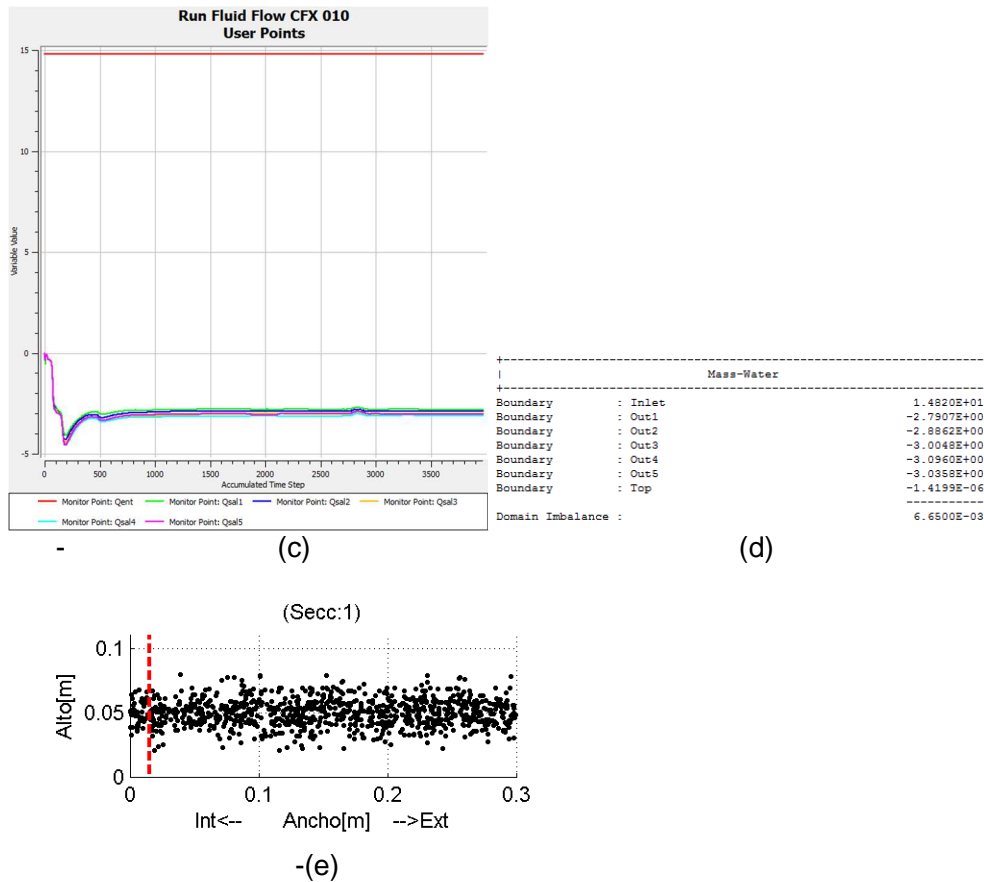 Run Fluid Flow CFX 010
User Points
15
10
5
0
-5
Variable Value
0 500 1000 1500 2000 2500 3000 3500
Accumulated Time Step
Monitor Point: Qent Monitor Point: Qsal1 Monitor Point: Qsal2 Monitor Point: Qsal3
Monitor Point: Qsal4 Monitor Point: Qsal5
- (c)
+--------------------------------------------------------------------
| Mass-Water
+--------------------------------------------------------------------
Boundary : Inlet 1.4820E+01
Boundary : Out1 -2.7907E+00
Boundary : Out2 -2.8862E+00
Boundary : Out3 -3.0048E+00
Boundary : Out4 -3.0960E+00
Boundary : Out5 -3.0358E+00
Boundary : Top -1.4199E-06
-----------
Domain Imbalance : 6.6500E-03
(d)
(Secc:1)
0.1
0.05
0
Alto[m]
0 0.1 0.2 0.3
Int<-- Ancho[m] -->Ext
-(e)